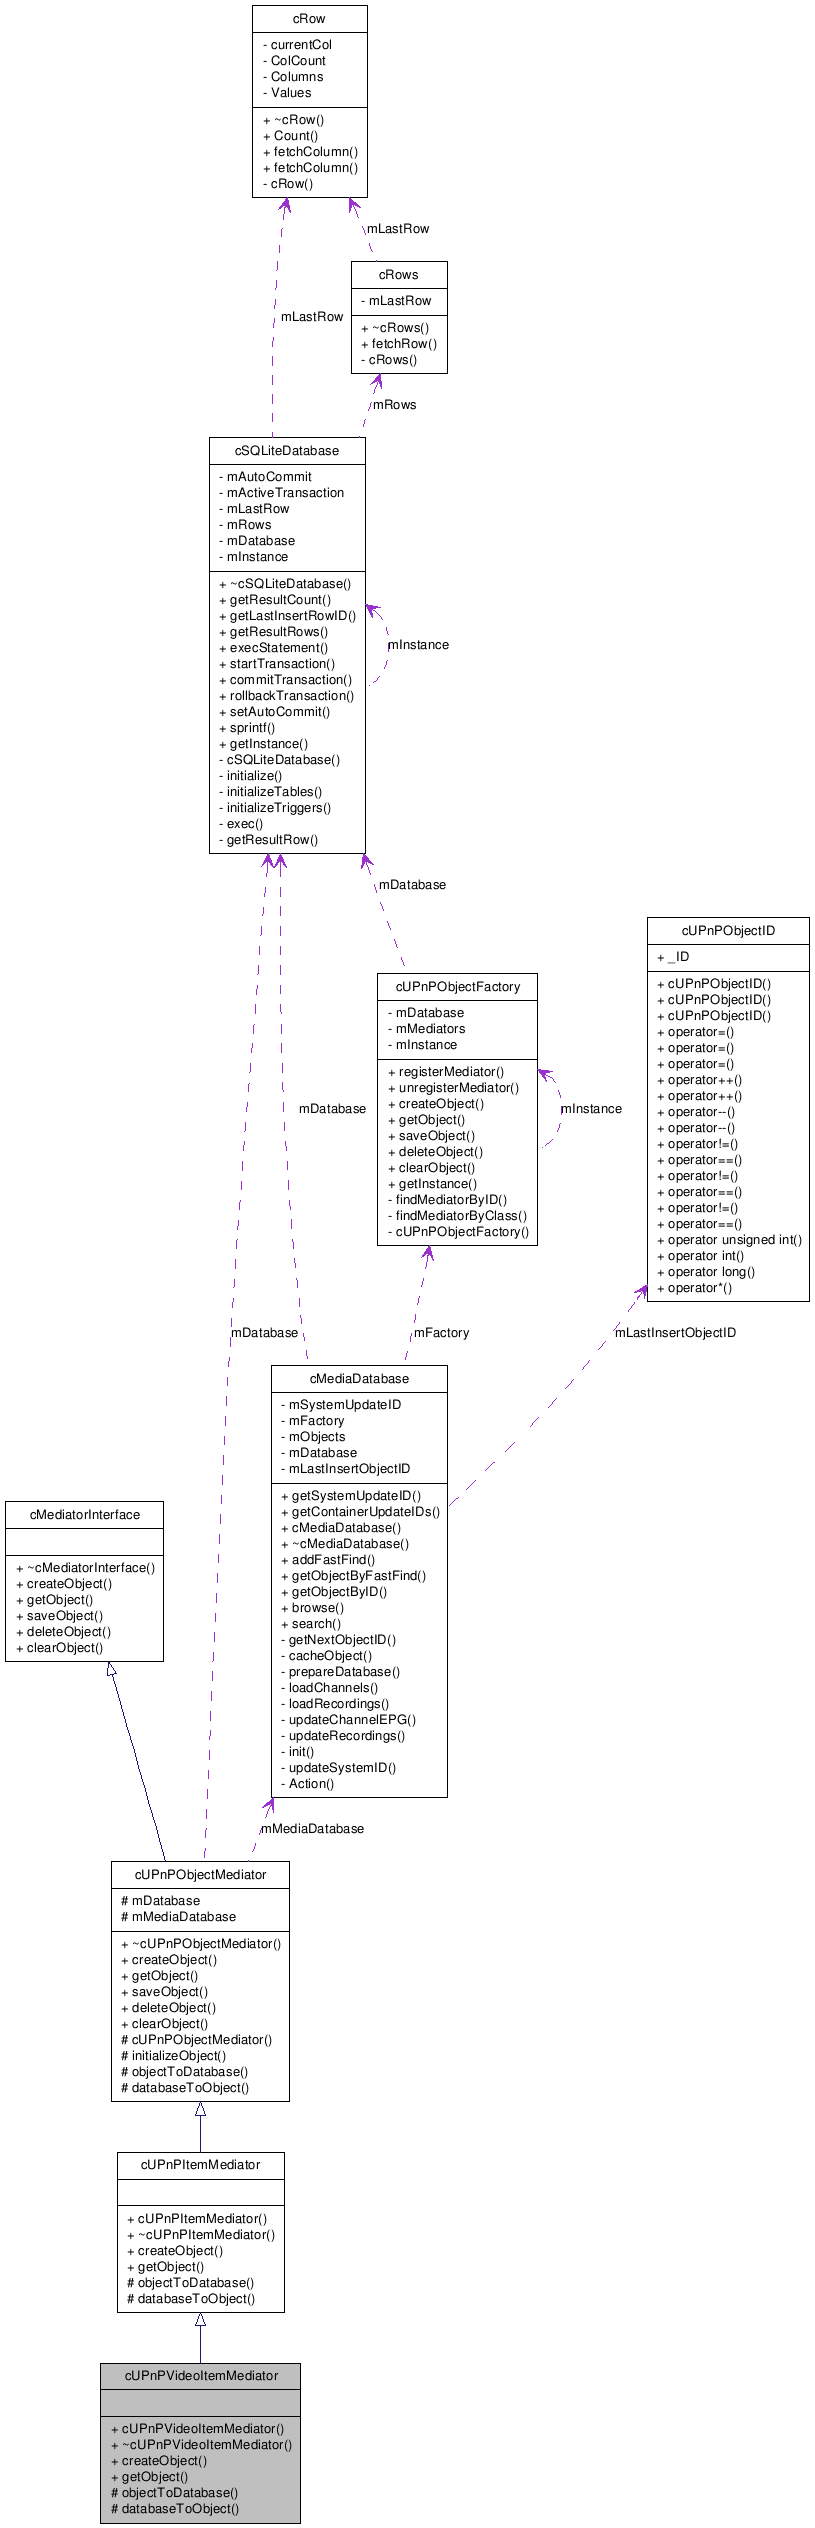 cRow
- currentCol
- ColCount
- Columns
- Values
+ ~cRow()
+ Count()
+ fetchColumn()
+ fetchColumn()
- cRow()
mLastRow
cRows
- mLastRow
+ ~cRows()
+ fetchRow()
- cRows()
mLastRow
mRows
cSQLiteDatabase
- mAutoCommit
- mActiveTransaction
- mLastRow
- mRows
- mDatabase
- mInstance
+ ~cSQLiteDatabase()
+ getResultCount()
+ getLastInsertRowID()
+ getResultRows()
+ execStatement()
+ startTransaction()
+ commitTransaction()
+ rollbackTransaction()
+ setAutoCommit()
+ sprintf()
+ getInstance()
- cSQLiteDatabase()
- initialize()
- initializeTables()
- initializeTriggers()
- exec()
- getResultRow()
mInstance
mDatabase
cUPnPObjectFactory
- mDatabase
- mMediators
- mInstance
+ registerMediator()
+ unregisterMediator()
+ createObject()
+ getObject()
+ saveObject()
+ deleteObject()
+ clearObject()
+ getInstance()
- findMediatorByID()
- findMediatorByClass()
- cUPnPObjectFactory()
mInstance
cUPnPObjectID
+ _ID
+ cUPnPObjectID()
+ cUPnPObjectID()
+ cUPnPObjectID()
+ operator=()
+ operator=()
+ operator=()
+ operator++()
+ operator++()
+ operator--()
+ operator--()
+ operator!=()
+ operator==()
+ operator!=()
+ operator==()
+ operator!=()
+ operator==()
+ operator unsigned int()
+ operator int()
+ operator long()
+ operator*()
mDatabase
mDatabase
mFactory
mLastInsertObjectID
cMediaDatabase
- mSystemUpdateID
- mFactory
- mObjects
- mDatabase
- mLastInsertObjectID
+ getSystemUpdateID()
+ getContainerUpdateIDs()
+ cMediaDatabase()
+ ~cMediaDatabase()
+ addFastFind()
+ getObjectByFastFind()
+ getObjectByID()
+ browse()
+ search()
- getNextObjectID()
- cacheObject()
- prepareDatabase()
- loadChannels()
- loadRecordings()
- updateChannelEPG()
- updateRecordings()
- init()
- updateSystemID()
- Action()
cMediatorInterface
+ ~cMediatorInterface()
+ createObject()
+ getObject()
+ saveObject()
+ deleteObject()
+ clearObject()
mMediaDatabase
cUPnPObjectMediator
# mDatabase
# mMediaDatabase
+ ~cUPnPObjectMediator()
+ createObject()
+ getObject()
+ saveObject()
+ deleteObject()
+ clearObject()
# cUPnPObjectMediator()
# initializeObject()
# objectToDatabase()
# databaseToObject()
cUPnPItemMediator
+ cUPnPItemMediator()
+ ~cUPnPItemMediator()
+ createObject()
+ getObject()
# objectToDatabase()
# databaseToObject()
cUPnPVideoItemMediator
+ cUPnPVideoItemMediator()
+ ~cUPnPVideoItemMediator()
+ createObject()
+ getObject()
# objectToDatabase()
# databaseToObject()